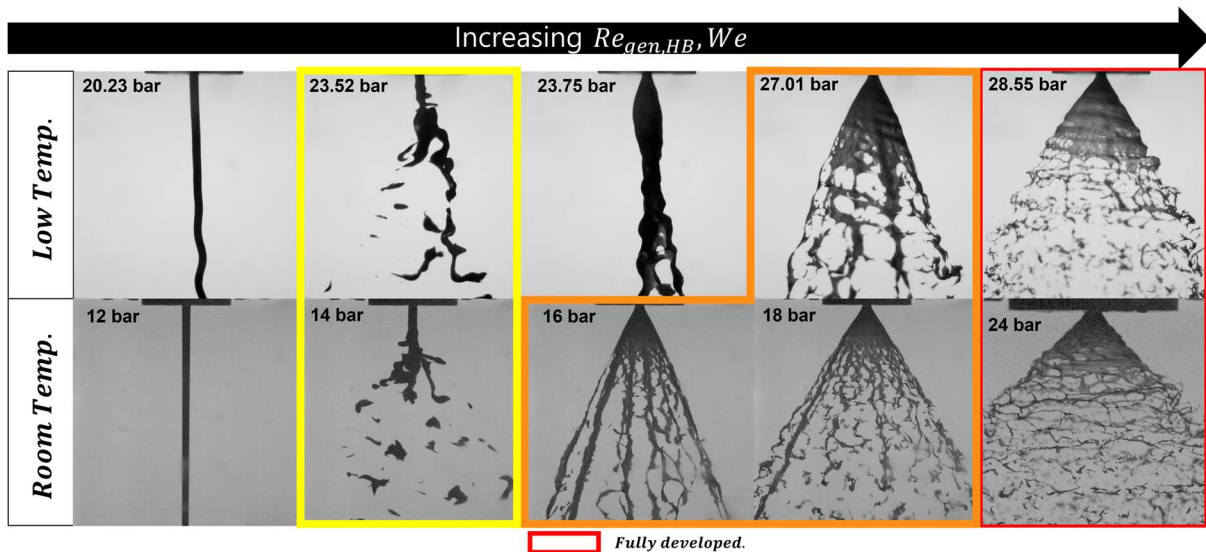 Increasing Re_gen,HB, We
Low Temp.
20.23 bar
23.52 bar
23.75 bar
27.01 bar
28.55 bar
Room Temp.
12 bar
14 bar
16 bar
18 bar
24 bar
Fully developed.